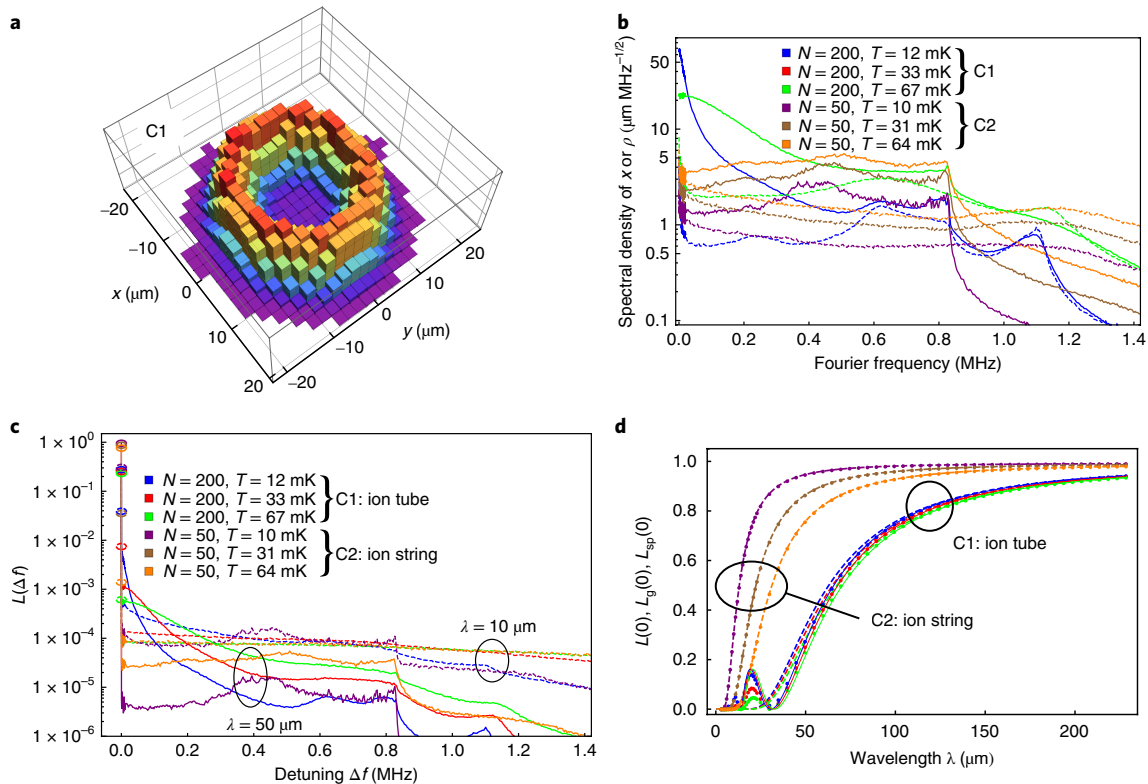 a
C1
−20
−10
0
10
20
x (μm)
20
10
0
−10
−20
y (μm)
b
Spectral density of x or ρ (μm MHz−1/2)
50
10
5
1
0.5
0.1
N = 200, T = 12 mK
N = 200, T = 33 mK
N = 200, T = 67 mK
C1
N = 50, T = 10 mK
N = 50, T = 31 mK
N = 50, T = 64 mK
C2
0.0 0.2 0.4 0.6 0.8 1.0 1.2 1.4
Fourier frequency (MHz)
c
L(Δf)
1 × 10⁰
1 × 10⁻¹
1 × 10⁻²
1 × 10⁻³
1 × 10⁻⁴
1 × 10⁻⁵
1 × 10⁻⁶
N = 200, T = 12 mK
N = 200, T = 33 mK
N = 200, T = 67 mK
C1: ion tube
N = 50, T = 10 mK
N = 50, T = 31 mK
N = 50, T = 64 mK
C2: ion string
λ = 10 μm
λ = 50 μm
0.0 0.2 0.4 0.6 0.8 1.0 1.2 1.4
Detuning Δf (MHz)
d
L(0), Lg(0), Lsp(0)
1.0
0.8
0.6
0.4
0.2
0.0
C1: ion tube
C2: ion string
0 50 100 150 200
Wavelength λ (μm)